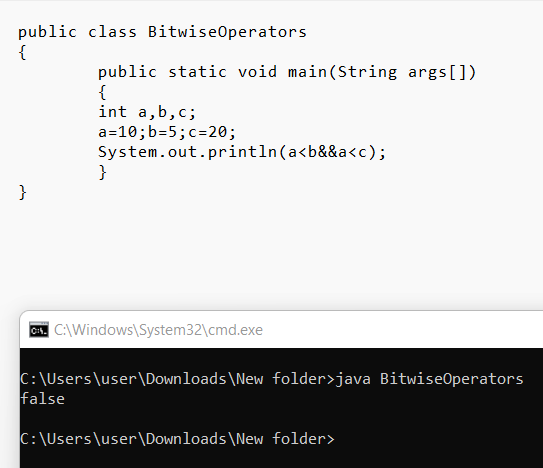 public class BitwiseOperators
{
public static void main(String args[])
{
int a,b,c;
a=10;b=5;c=20;
System.out.println(a<b&&a<c);
}
}
C:\Windows\System32\cmd.exe
C:\Users\user\Downloads\New folder>java BitwiseOperators
false
C:\Users\user\Downloads\New folder>